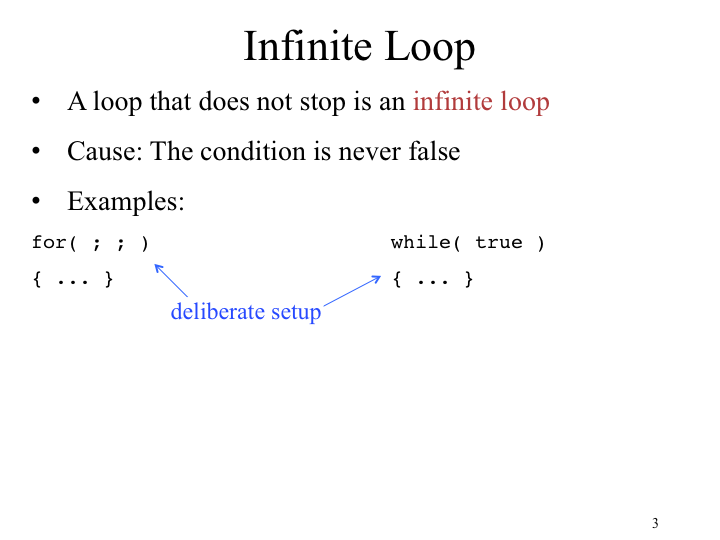 Infinite Loop
• A loop that does not stop is an infinite loop
• Cause: The condition is never false
• Examples:
for( ; ; ) while( true )
{ ... } { ... }
deliberate setup
3